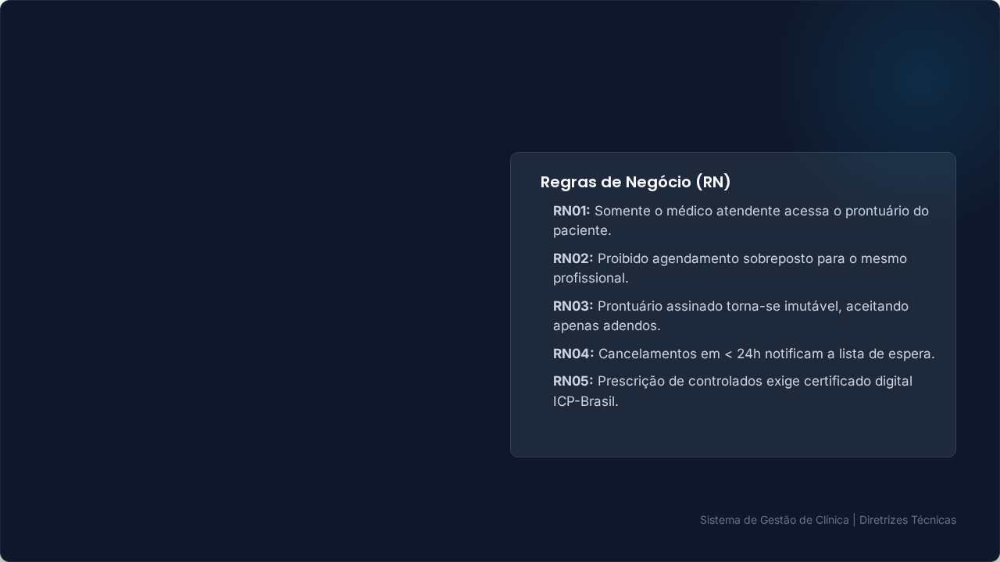 Regras de Negócio (RN)
RN01: Somente o médico atendente acessa o prontuário do
paciente.
RN02: Proibido agendamento sobreposto para o mesmo
profissional.
RN03: Prontuário assinado torna-se imutável, aceitando
apenas adendos.
RN04: Cancelamentos em < 24h notificam a lista de espera.
RN05: Prescrição de controlados exige certificado digital
ICP-Brasil.
Sistema de Gestão de Clínica | Diretrizes Técnicas